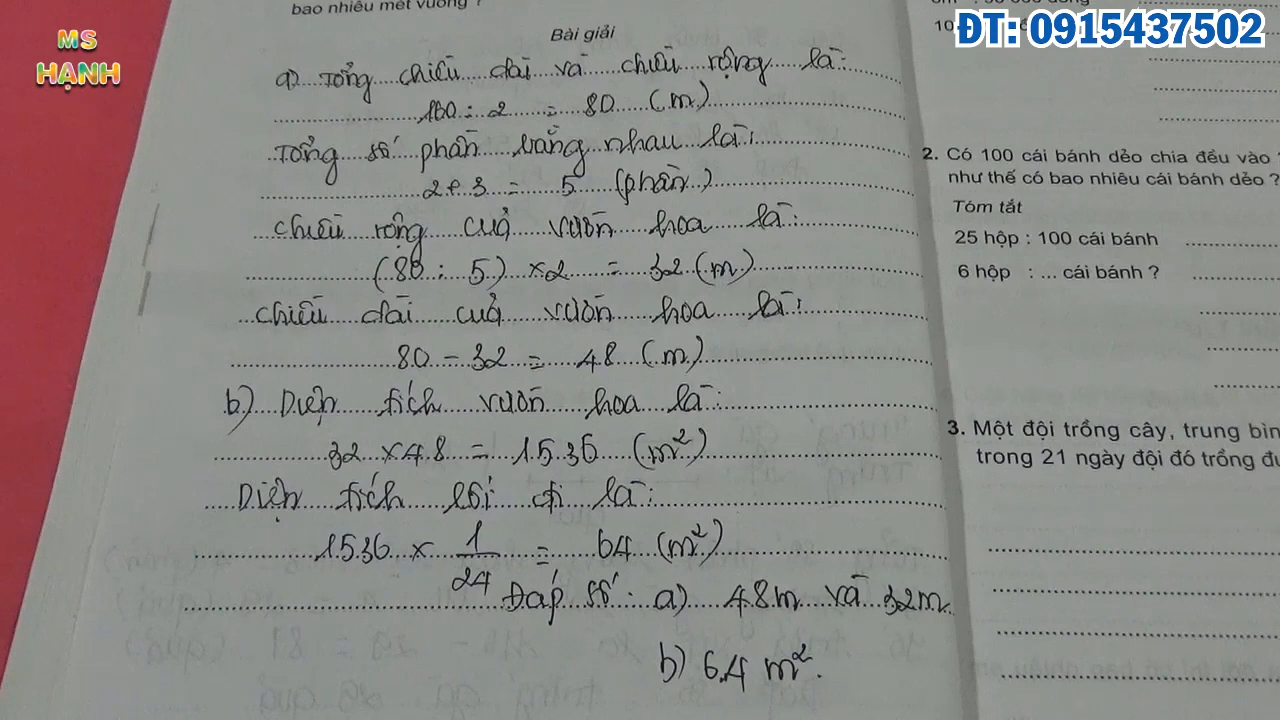 MS
HẠNH
ĐT: 0915437502
bao nhiêu mét vuông ?
Bài giải
a) Tổng chiều dài và chiều rộng là:
160 : 2 = 80 (m)
Tổng số phần bằng nhau là:
2 + 3 = 5 (phần)
chiều rộng của vườn hoa là:
(80 : 5) × 2 = 32 (m)
chiều dài của vườn hoa là:
80 - 32 = 48 (m)
b) Diện tích vườn hoa là:
32 × 48 = 1536 (m²)
Diện tích lối đi là:
1536 × 1/24 = 64 (m²)
Đáp số: a) 48m và 32m
b) 64 m².
10
2. Có 100 cái bánh dẻo chia đều vào
như thế có bao nhiêu cái bánh dẻo ?
Tóm tắt
25 hộp : 100 cái bánh
6 hộp : ... cái bánh ?
3. Một đội trồng cây, trung bìn
trong 21 ngày đội đó trồng đư